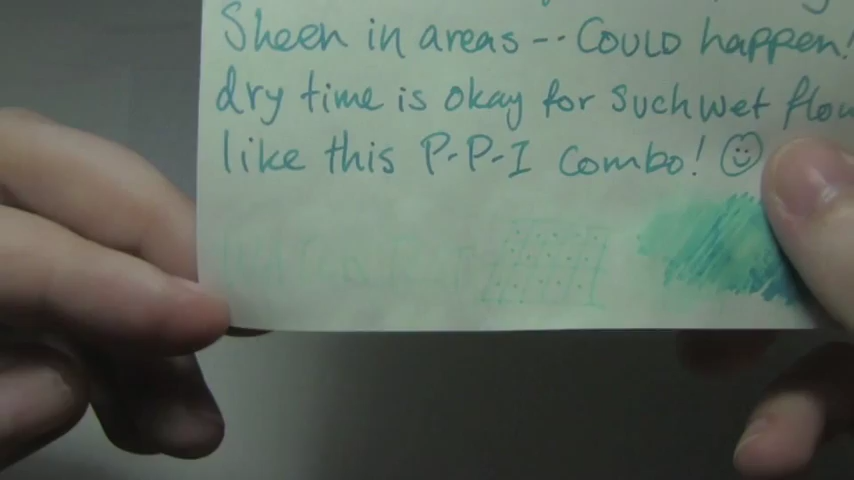 Sheen in areas -- COULD happen!
dry time is okay for such wet flow
like this P-P-I combo! ☺